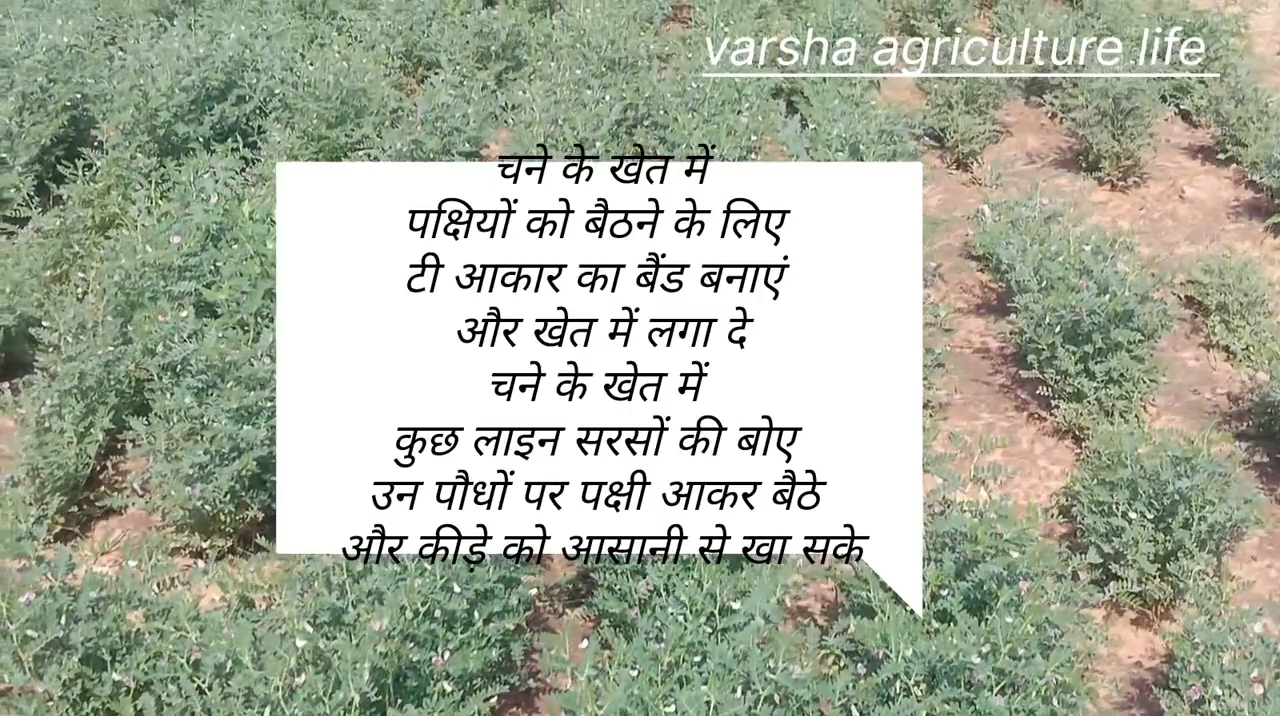 varsha agriculture life
चने के खेत में
पक्षियों को बैठने के लिए
टी आकार का बैंड बनाएं
और खेत में लगा दे
चने के खेत में
कुछ लाइन सरसों की बोए
उन पौधों पर पक्षी आकर बैठे
और कीड़े को आसानी से खा सके